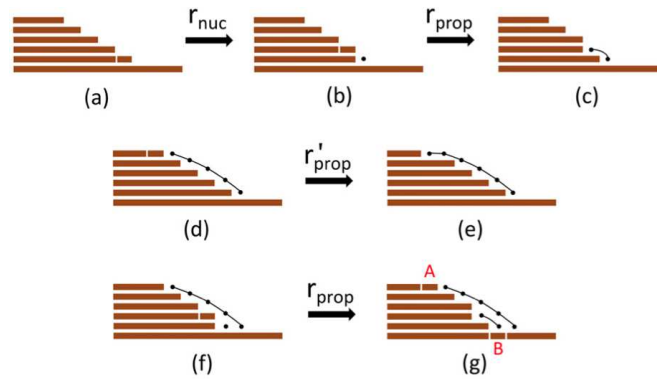 r_nuc r_prop
(a) (b) (c)
r'_prop
(d) (e)
A
r_prop
B
(f) (g)